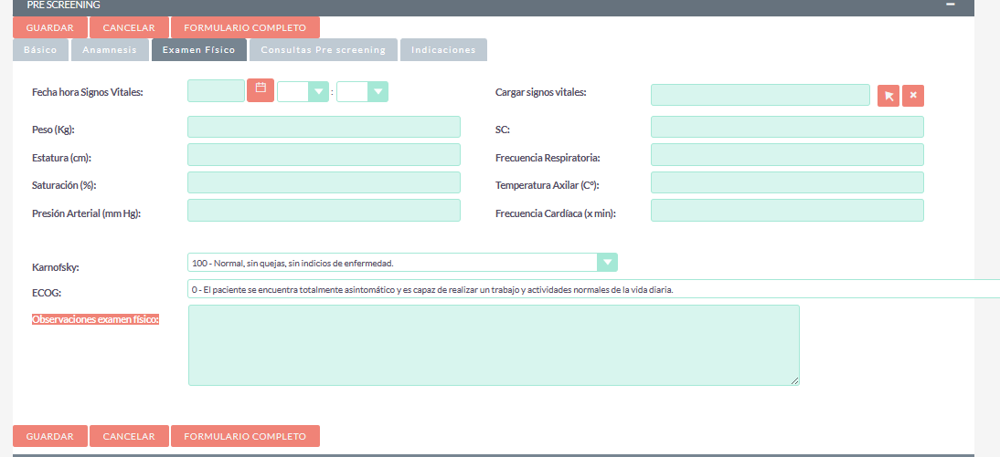 PRE SCREENING
GUARDAR CANCELAR FORMULARIO COMPLETO
Básico Anamnesis Examen Físico Consultas Pre screening Indicaciones
Fecha hora Signos Vitales: : Cargar signos vitales:
Peso (Kg): SC:
Estatura (cm): Frecuencia Respiratoria:
Saturación (%): Temperatura Axilar (Cº):
Presión Arterial (mm Hg): Frecuencia Cardíaca (x min):
Karnofsky: 100 - Normal, sin quejas, sin indicios de enfermedad.
ECOG: 0 - El paciente se encuentra totalmente asintomático y es capaz de realizar un trabajo y actividades normales de la vida diaria.
Observaciones examen físico:
GUARDAR CANCELAR FORMULARIO COMPLETO